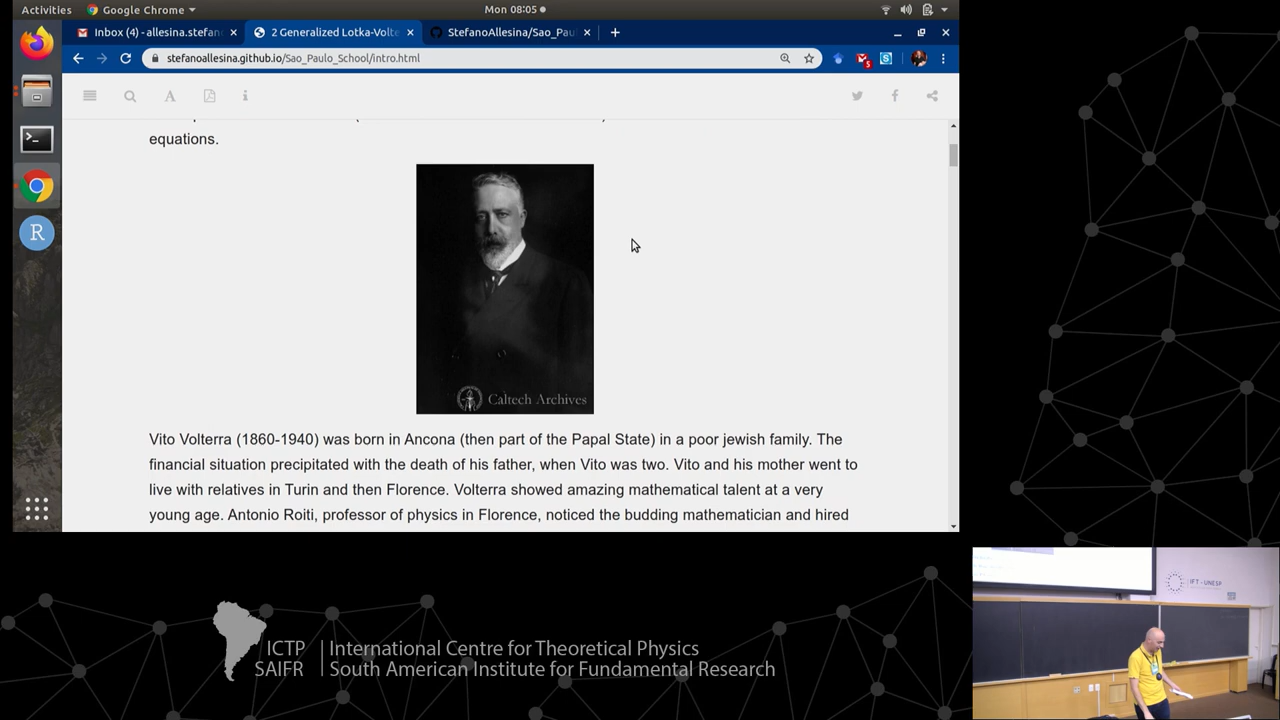 Activities
Google Chrome
Mon 08:05
Inbox (4) - allesina.stefan
2 Generalized Lotka-Volte
StefanoAllesina/Sao_Pau
stefanoallesina.github.io/Sao_Paulo_School/intro.html
5
equations.
Caltech Archives
Vito Volterra (1860-1940) was born in Ancona (then part of the Papal State) in a poor jewish family. The
financial situation precipitated with the death of his father, when Vito was two. Vito and his mother went to
live with relatives in Turin and then Florence. Volterra showed amazing mathematical talent at a very
young age. Antonio Roiti, professor of physics in Florence, noticed the budding mathematician and hired
R
IFT - UNESP
ICTP
SAIFR
International Centre for Theoretical Physics
South American Institute for Fundamental Research